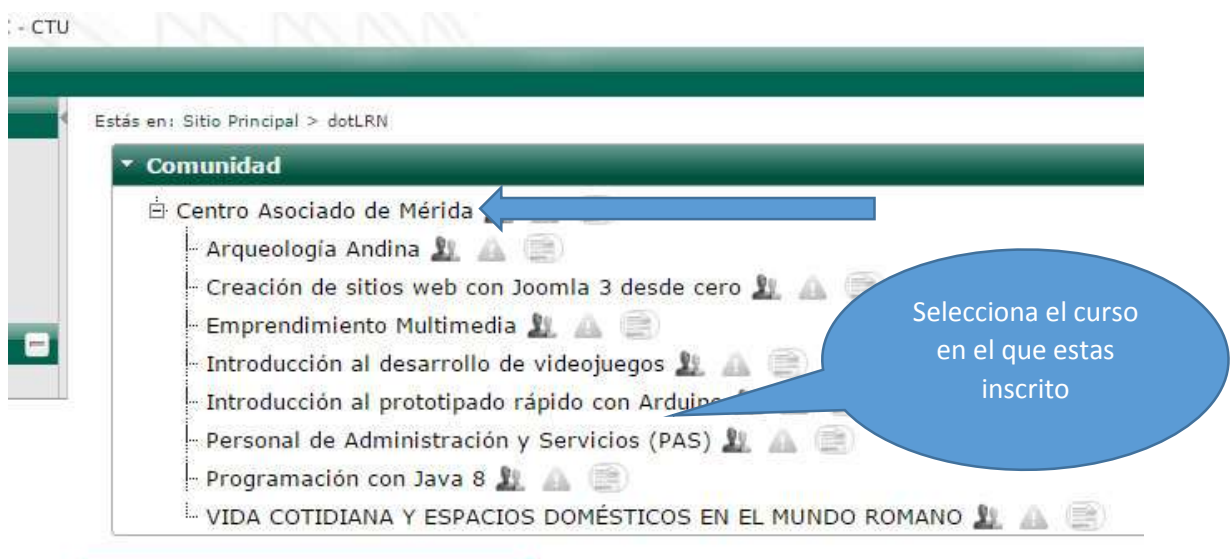 - CTU
Estás en: Sitio Principal > dotLRN
Comunidad
Centro Asociado de Mérida
Arqueología Andina
Creación de sitios web con Joomla 3 desde cero
Emprendimiento Multimedia
Introducción al desarrollo de videojuegos
Introducción al prototipado rápido con Arduino
Personal de Administración y Servicios (PAS)
Programación con Java 8
VIDA COTIDIANA Y ESPACIOS DOMÉSTICOS EN EL MUNDO ROMANO
Selecciona el curso
en el que estas
inscrito